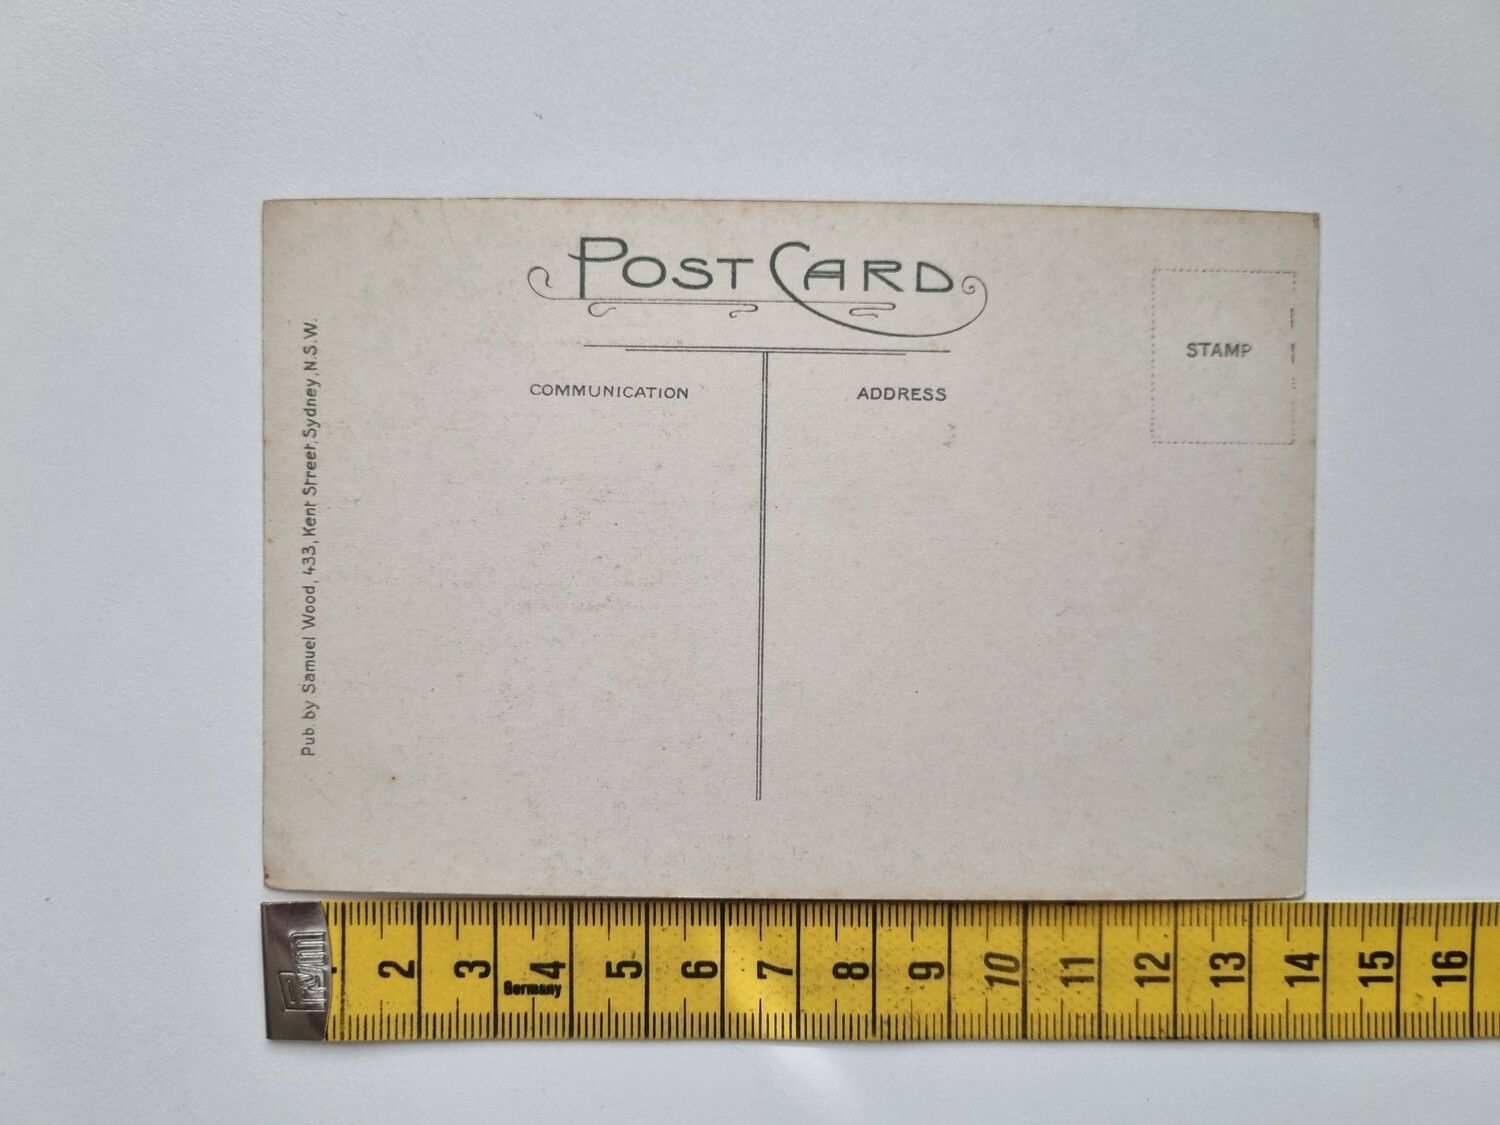 POST CARD
COMMUNICATION
ADDRESS
STAMP
Pub. by Samuel Wood, 433, Kent Street, Sydney, N.S.W.
Prym
2 3 4 5 6 7 8 9 10 11 12 13 14 15 16
Germany